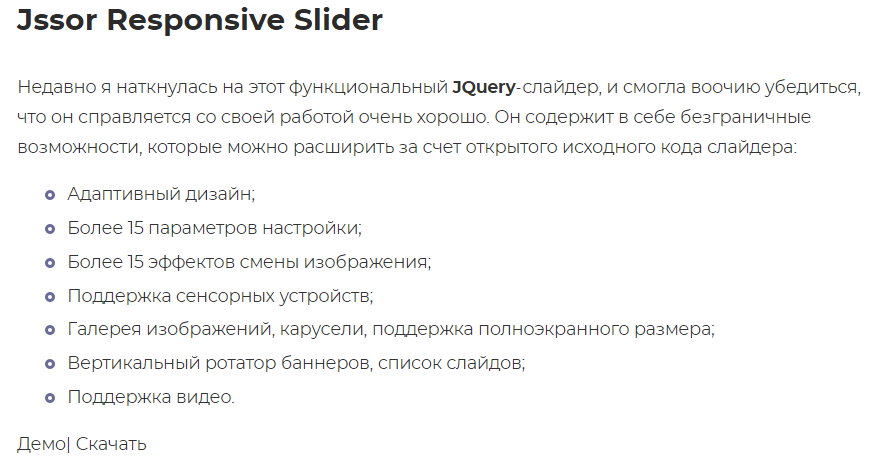 Jssor Responsive Slider
Недавно я наткнулась на этот функциональный JQuery-слайдер, и смогла воочию убедиться,
что он справляется со своей работой очень хорошо. Он содержит в себе безграничные
возможности, которые можно расширить за счет открытого исходного кода слайдера:
Адаптивный дизайн;
Более 15 параметров настройки;
Более 15 эффектов смены изображения;
Поддержка сенсорных устройств;
Галерея изображений, карусели, поддержка полноэкранного размера;
Вертикальный ротатор баннеров, список слайдов;
Поддержка видео.
Демо| Скачать